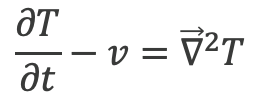 ∂T/∂t − v = ∇⃗²T